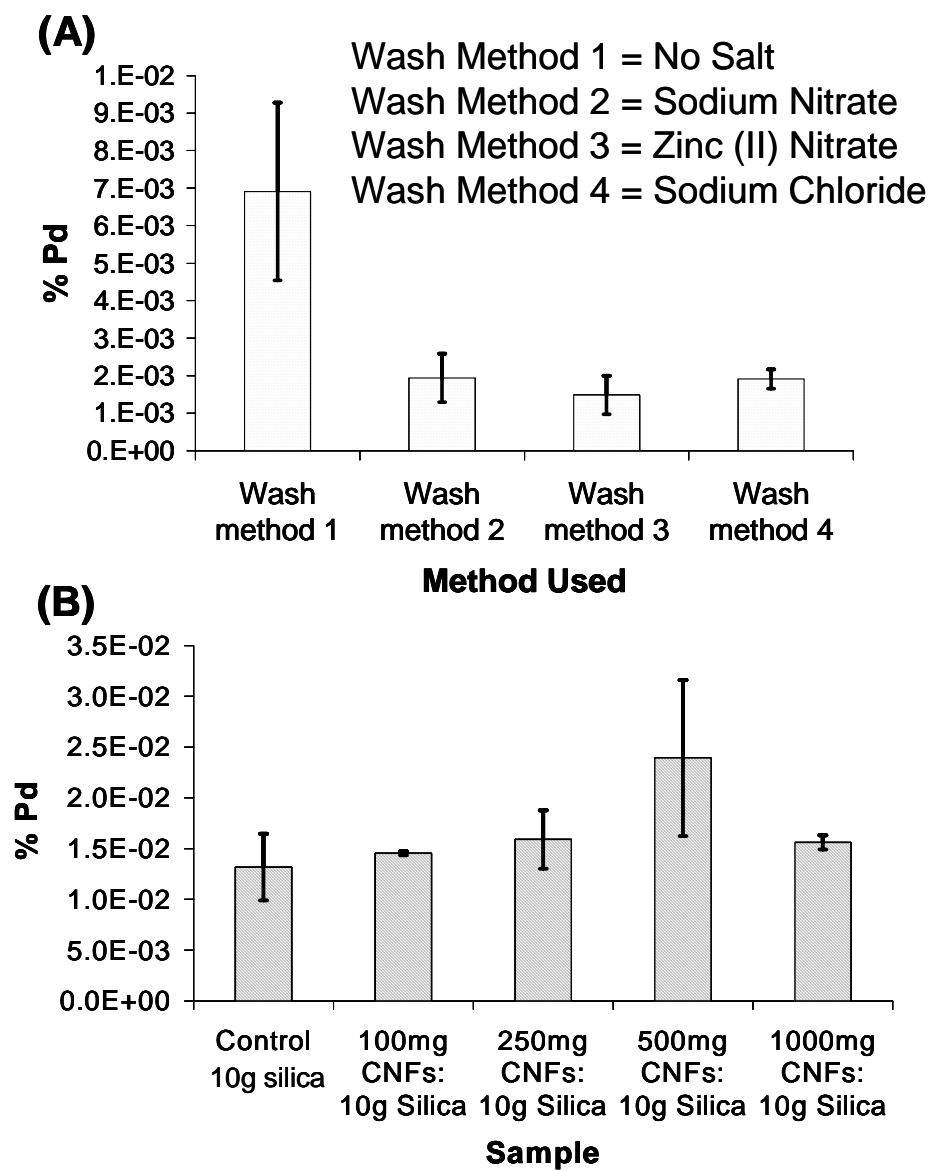 (A)
Wash Method 1 = No Salt
Wash Method 2 = Sodium Nitrate
Wash Method 3 = Zinc (II) Nitrate
Wash Method 4 = Sodium Chloride
1.E-02
9.E-03
8.E-03
7.E-03
6.E-03
5.E-03
4.E-03
3.E-03
2.E-03
1.E-03
0.E+00
% Pd
Wash method 1
Wash method 2
Wash method 3
Wash method 4
Method Used
(B)
3.5E-02
3.0E-02
2.5E-02
2.0E-02
1.5E-02
1.0E-02
5.0E-03
0.0E+00
% Pd
Control 10g silica
100mg CNFs: 10g Silica
250mg CNFs: 10g Silica
500mg CNFs: 10g Silica
1000mg CNFs: 10g Silica
Sample